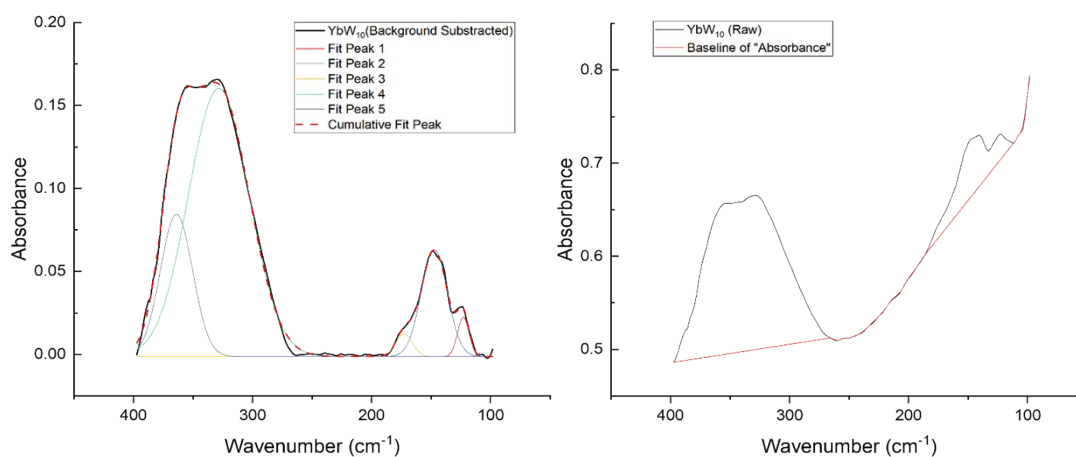 YbW10(Background Substracted)
Fit Peak 1
Fit Peak 2
Fit Peak 3
Fit Peak 4
Fit Peak 5
Cumulative Fit Peak
0.20
0.15
0.10
0.05
0.00
Absorbance
400 300 200 100
Wavenumber (cm-1)
YbW10 (Raw)
Baseline of "Absorbance"
0.8
0.7
0.6
0.5
Absorbance
400 300 200 100
Wavenumber (cm-1)